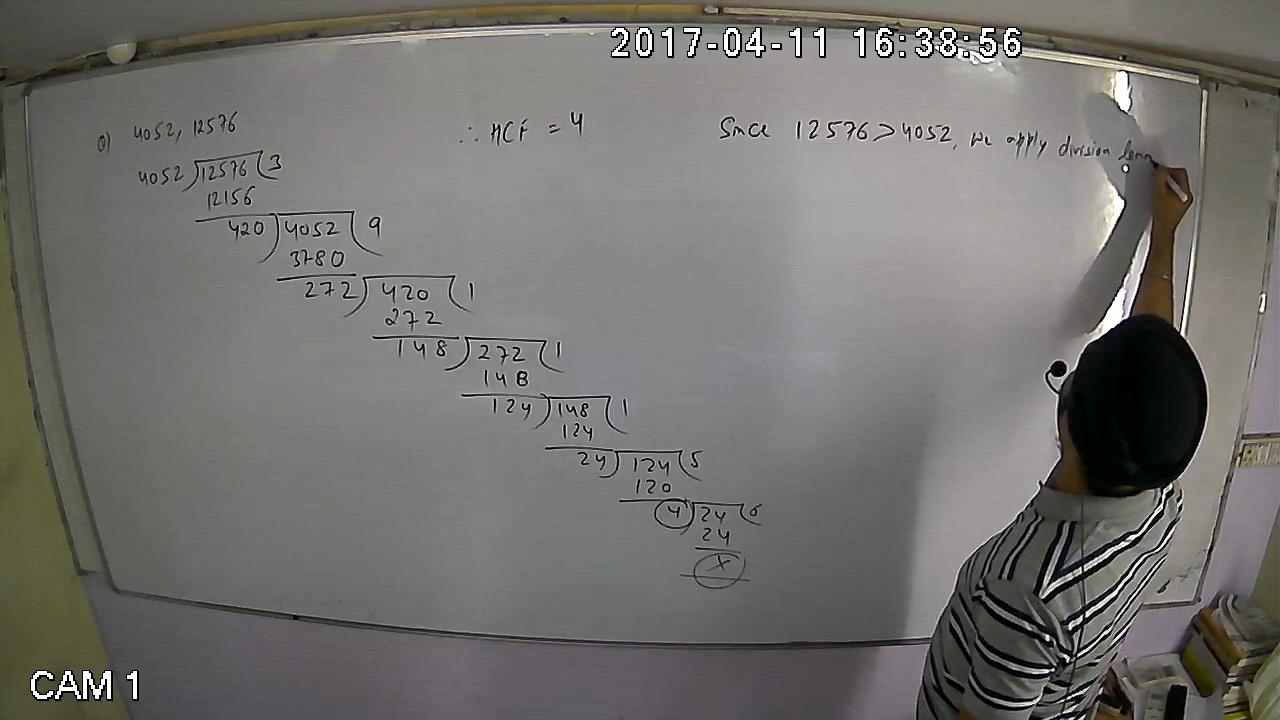 2017-04-11 16:38:56
0) 4052, 12576
4052 ) 12576 ( 3
12156
420 ) 4052 ( 9
3780
272 ) 420 ( 1
272
148 ) 272 ( 1
148
124 ) 148 ( 1
124
24 ) 124 ( 5
120
4 ) 24 ( 6
24
x
∴ HCF = 4
Since 12576 > 4052, we apply division lemm
CAM 1